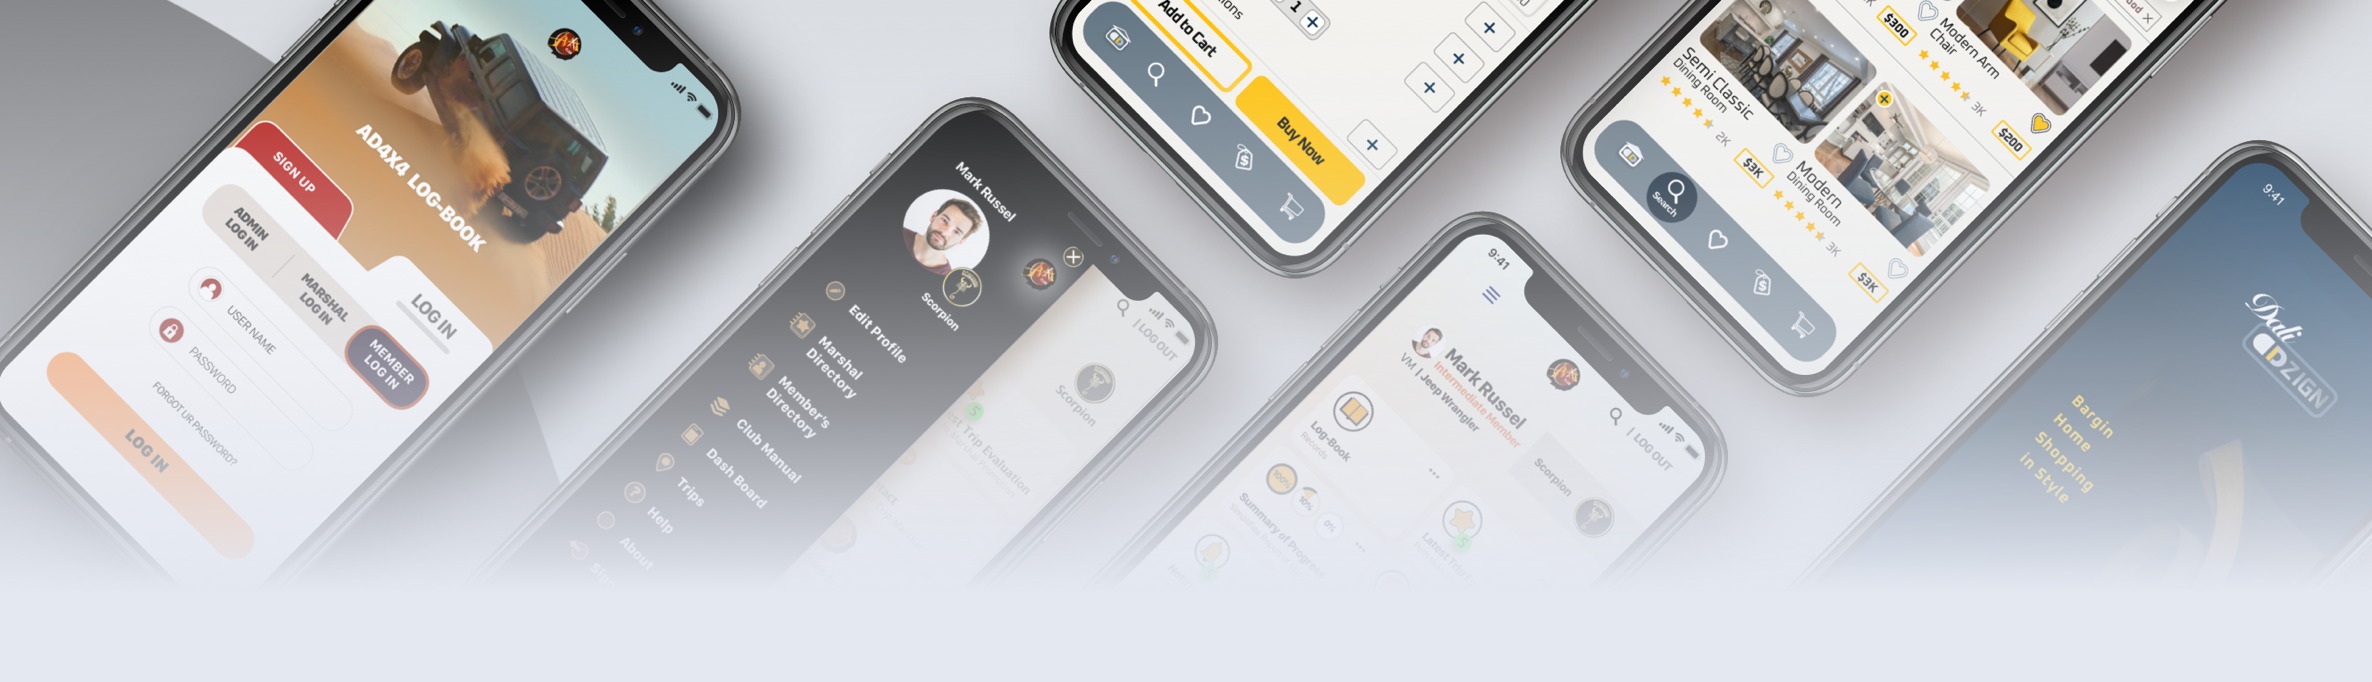 AD4X4 LOG-BOOK
SIGN UP
ADMIN
LOG IN
MARSHAL
LOG IN
MEMBER
LOG IN
LOG IN
USER NAME
PASSWORD
FORGOT UR PASSWORD?
LOG IN
Mark Russel
Scorpion
Edit Profile
Marshal
Directory
Member's
Directory
Club Manual
Dash Board
Trips
Help
About
| LOG OUT
Scorpion
Trip Evaluation
1
Add to Cart
Buy Now
9:41
Mark Russel
Intermediate Member
VM | Jeep Wrangler
| LOG OUT
Scorpion
Log-Book
Records
100%
10%
0%
Summary of Progress
Latest Trip
5
$300
Modern Arm
Chair
3K
$200
Semi Classic
Dining Room
2K
$3K
Modern
Dining Room
3K
$3K
Search
9:41
Dali
DZIGN
Bargin
Home
Shopping
in Style